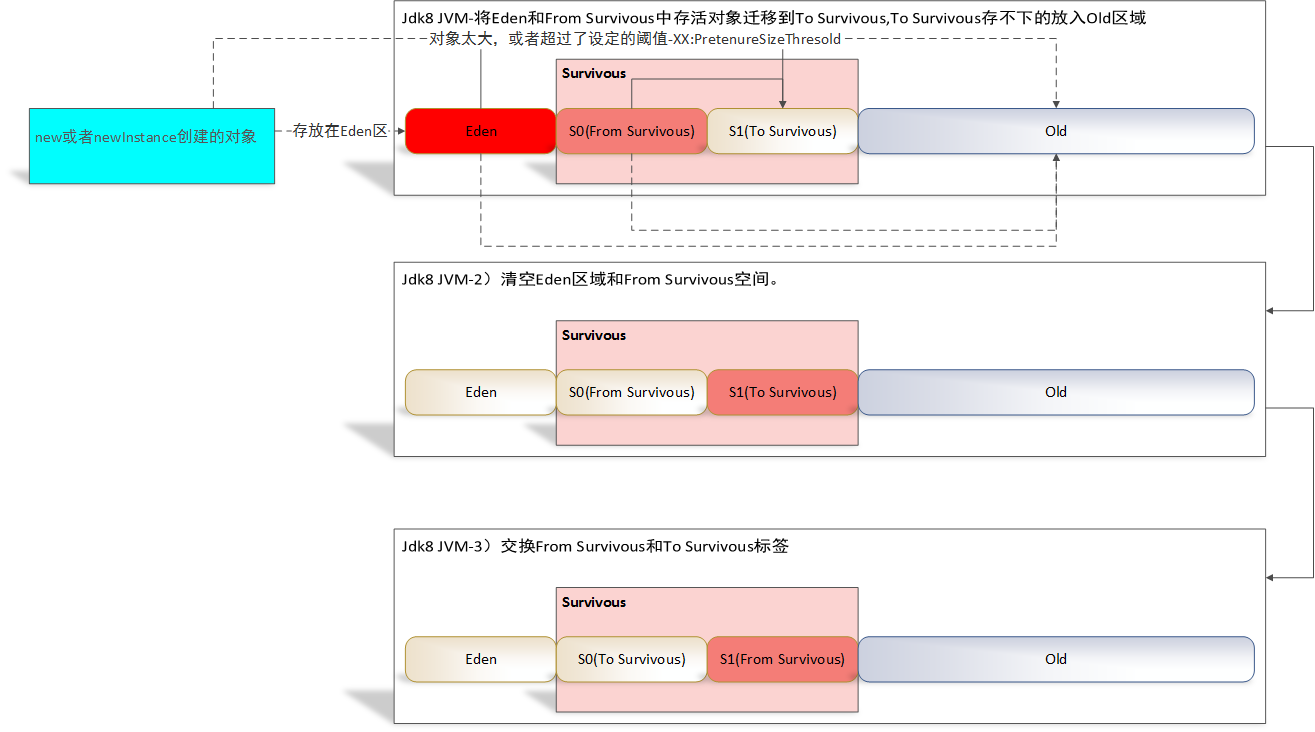 Jdk8 JVM-将Eden和From Survivous中存活对象迁移到To Survivous,To Survivous存不下的放入Old区域
对象太大，或者超过了设定的阈值-XX:PretenureSizeThresold
Survivous
new或者newInstance创建的对象
存放在Eden区
Eden
S0(From Survivous)
S1(To Survivous)
Old
Jdk8 JVM-2）清空Eden区域和From Survivous空间。
Survivous
Eden
S0(From Survivous)
S1(To Survivous)
Old
Jdk8 JVM-3）交换From Survivous和To Survivous标签
Survivous
Eden
S0(To Survivous)
S1(From Survivous)
Old